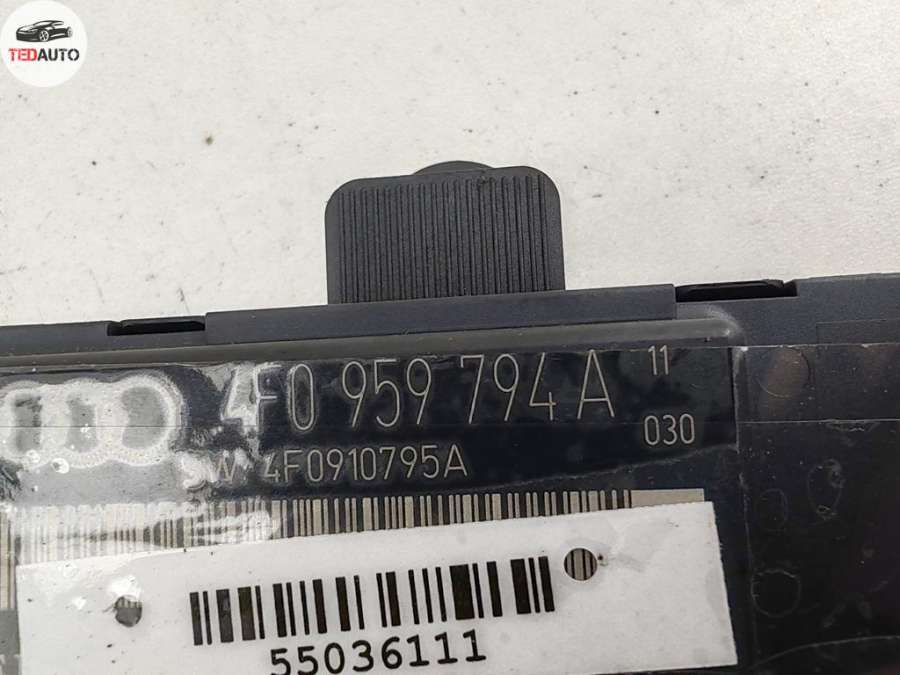 TEDAUTO
4F0 959 794 A 11
SW 4F0910795A 030
55036111